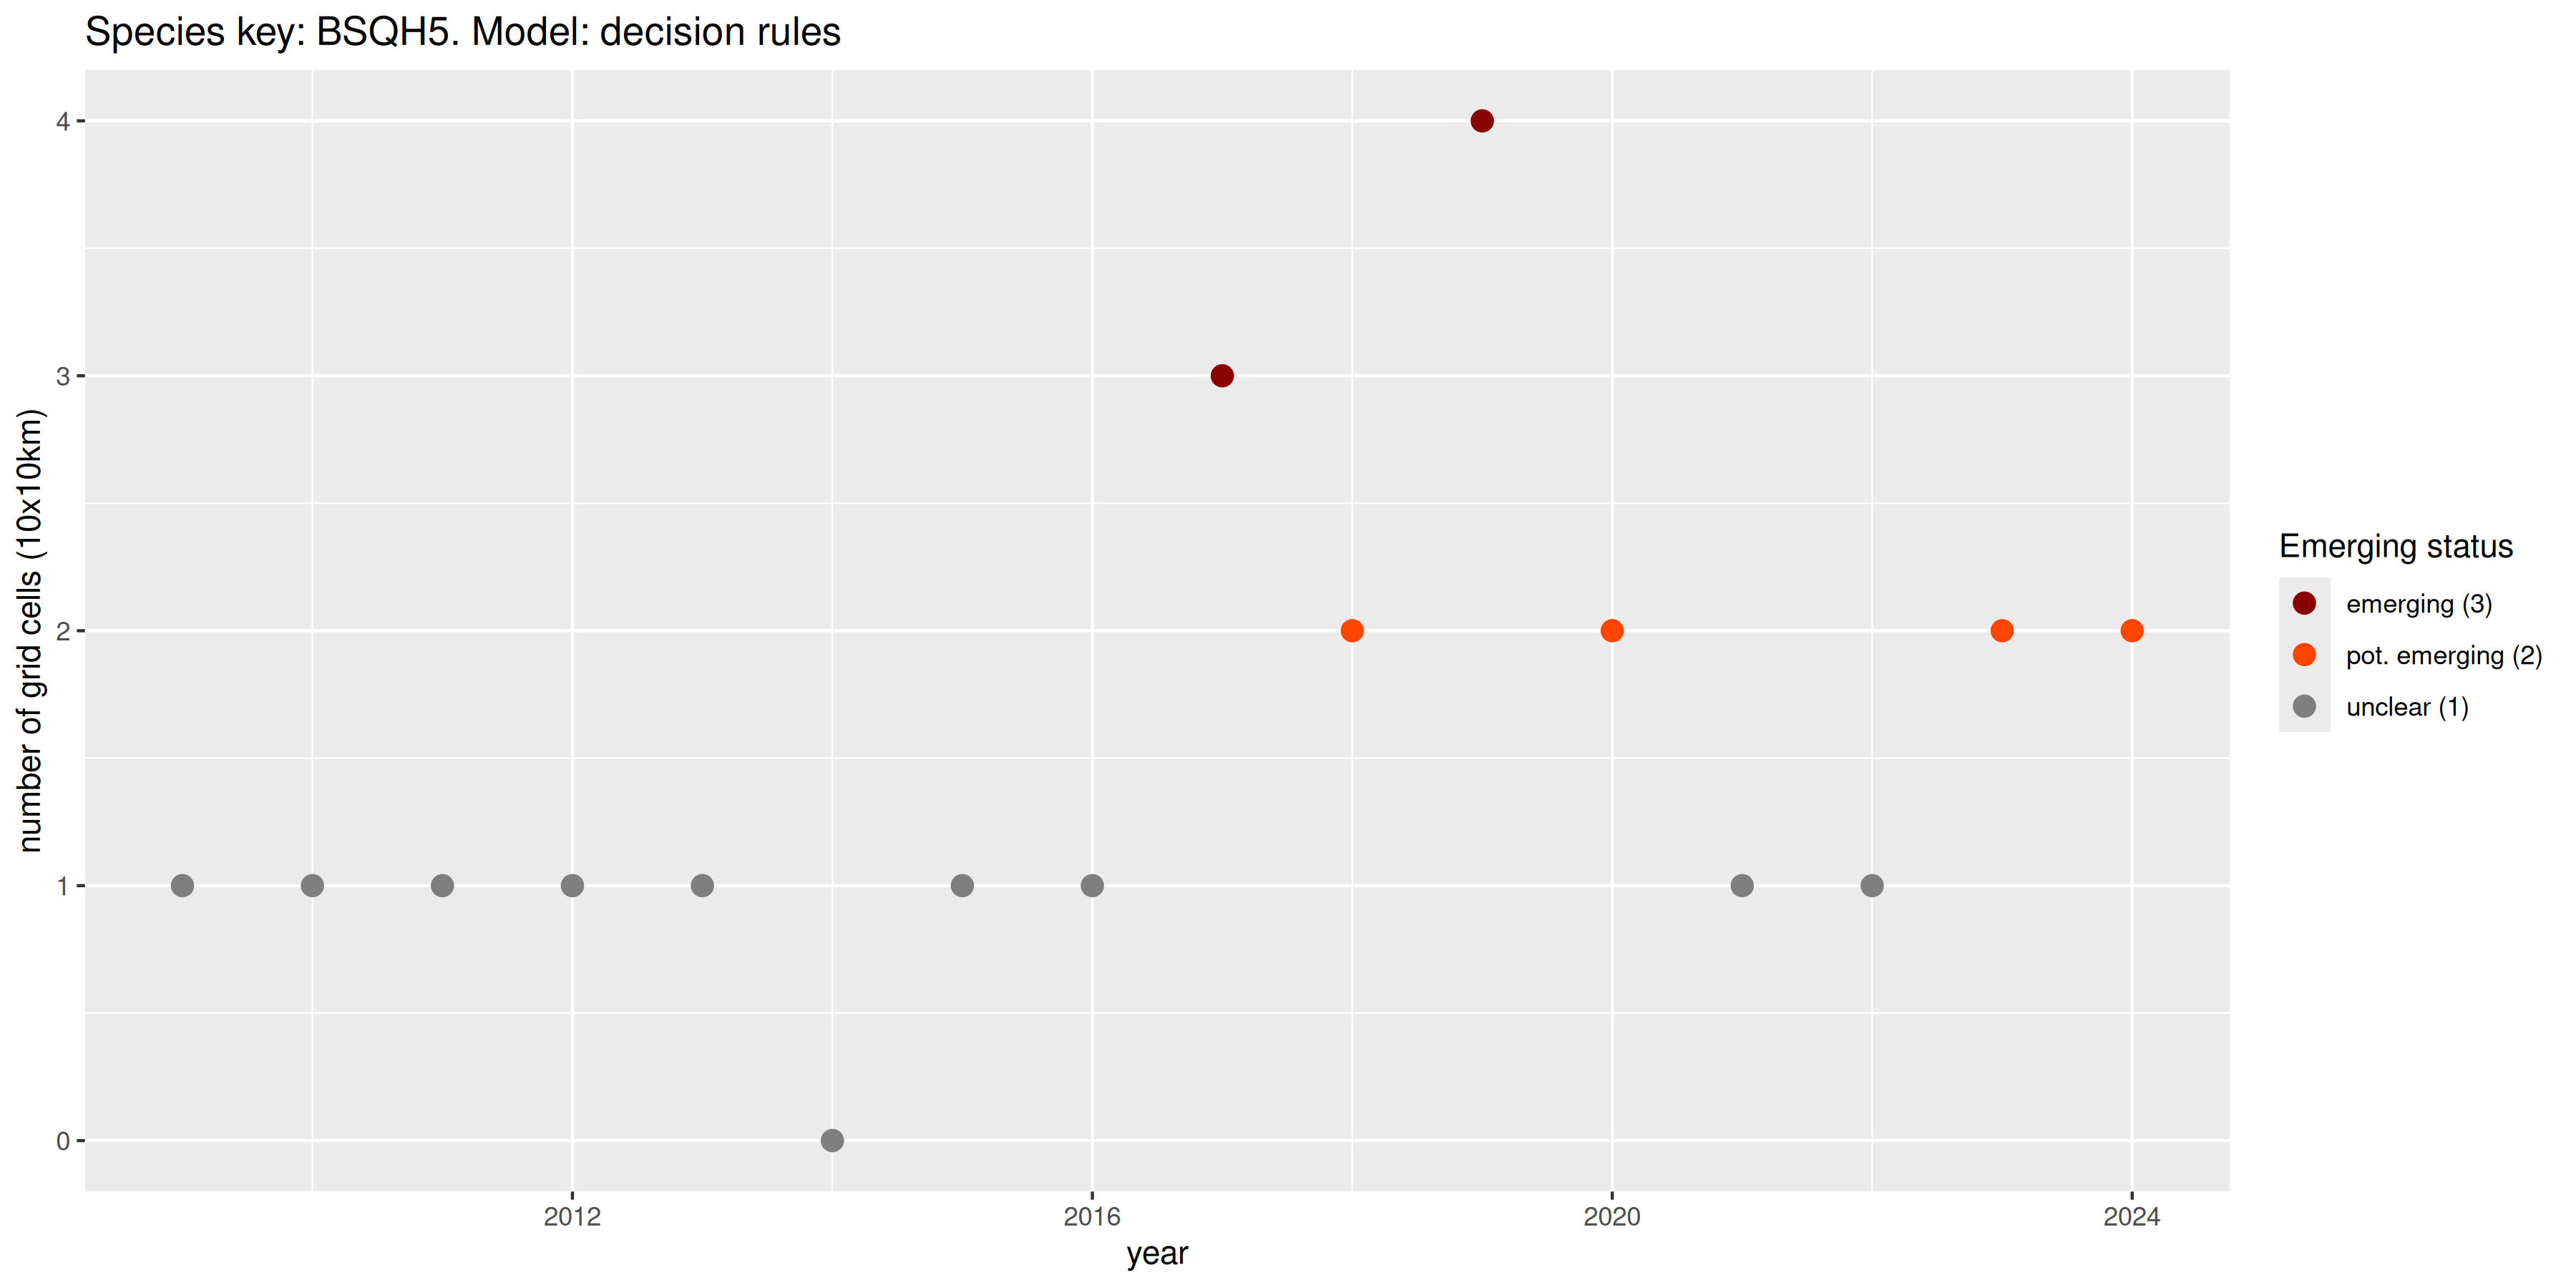 Species key: BSQH5. Model: decision rules
number of grid cells (10x10km)
4
3
2
1
0
2012
2016
2020
2024
year
Emerging status
emerging (3)
pot. emerging (2)
unclear (1)